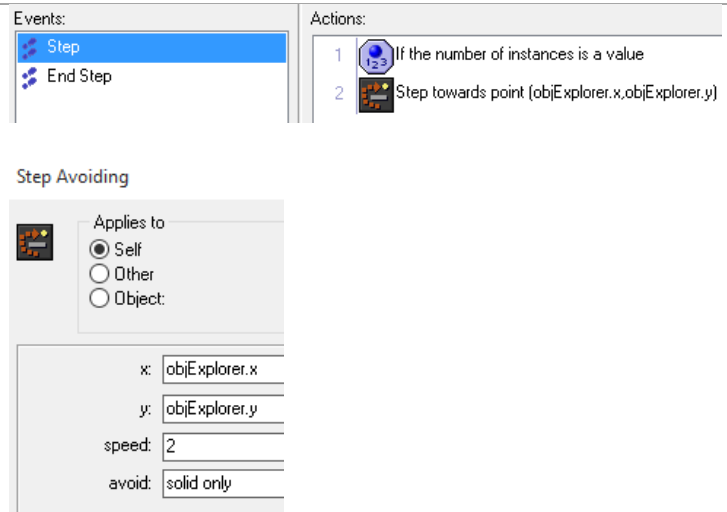 Events:
Actions:
Step
End Step
1 123 If the number of instances is a value
2 Step towards point (objExplorer.x,objExplorer.y)
Step Avoiding
Applies to
Self
Other
Object:
x: objExplorer.x
y: objExplorer.y
speed: 2
avoid: solid only